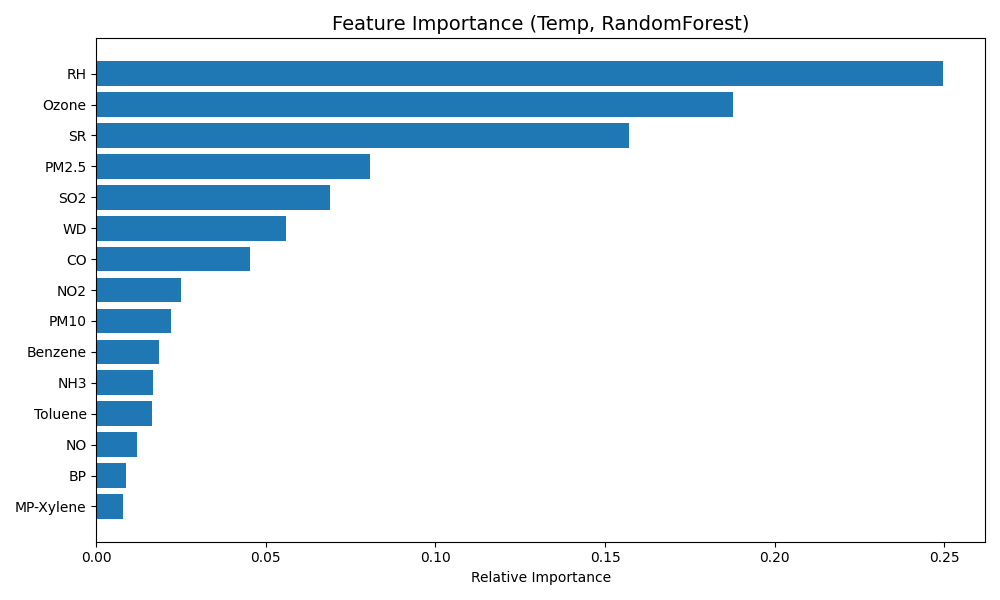 Feature Importance (Temp, RandomForest)
RH
Ozone
SR
PM2.5
SO2
WD
CO
NO2
PM10
Benzene
NH3
Toluene
NO
BP
MP-Xylene
0.00 0.05 0.10 0.15 0.20 0.25
Relative Importance